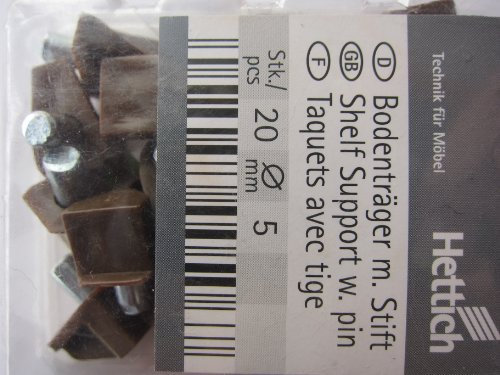 Technik für Möbel
Hettich
D Bodenträger m. Stift
GB Shelf Support w. pin
F Taquets avec tige
Stk./ pcs 20 Ø mm 5